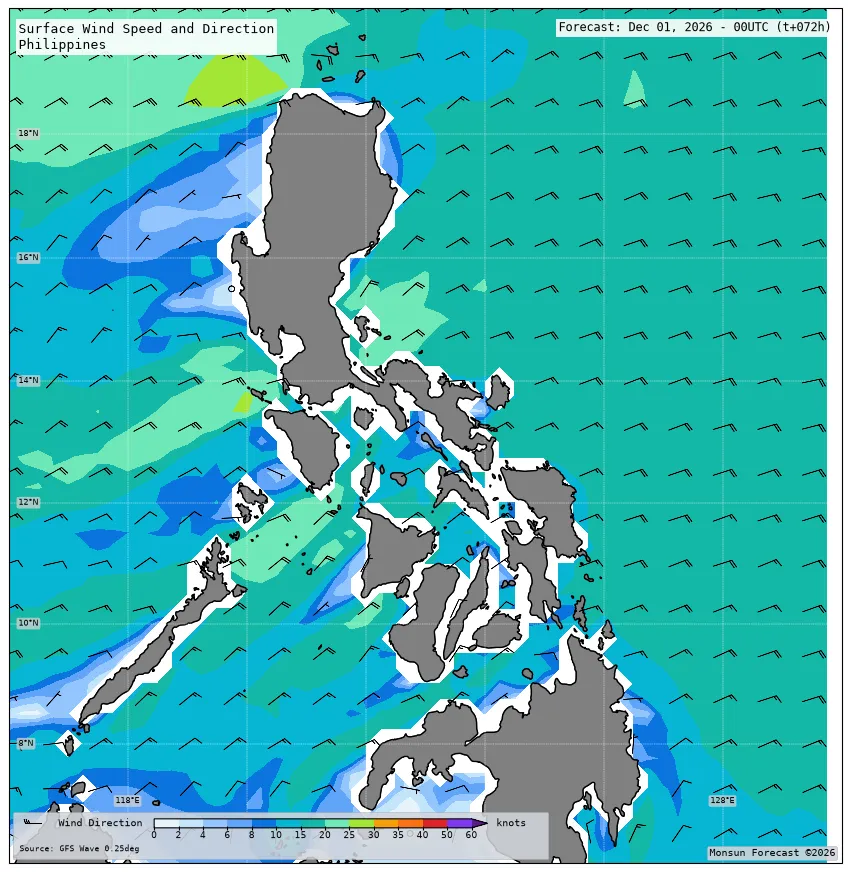 Surface Wind Speed and Direction
Philippines
Forecast: Dec 01, 2026 - 00UTC (t+072h)
18°N
16°N
14°N
12°N
10°N
8°N
118°E
128°E
Wind Direction
0 2 4 6 8 10 15 20 25 30 35 40 50 60
knots
Source: GFS Wave 0.25deg
Monsun Forecast ©2026